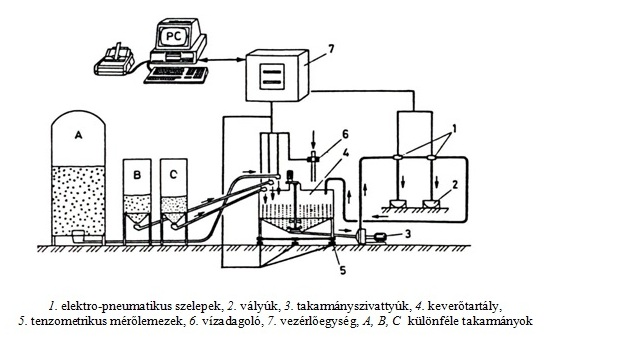 PC
7
A
6
4
1
B
C
2
3
5
1. elektro-pneumatikus szelepek, 2. vályúk, 3. takarmányszivattyúk, 4. keverőtartály,
5. tenzometrikus mérőlemezek, 6. vízadagoló, 7. vezérlőegység, A, B, C különféle takarmányok